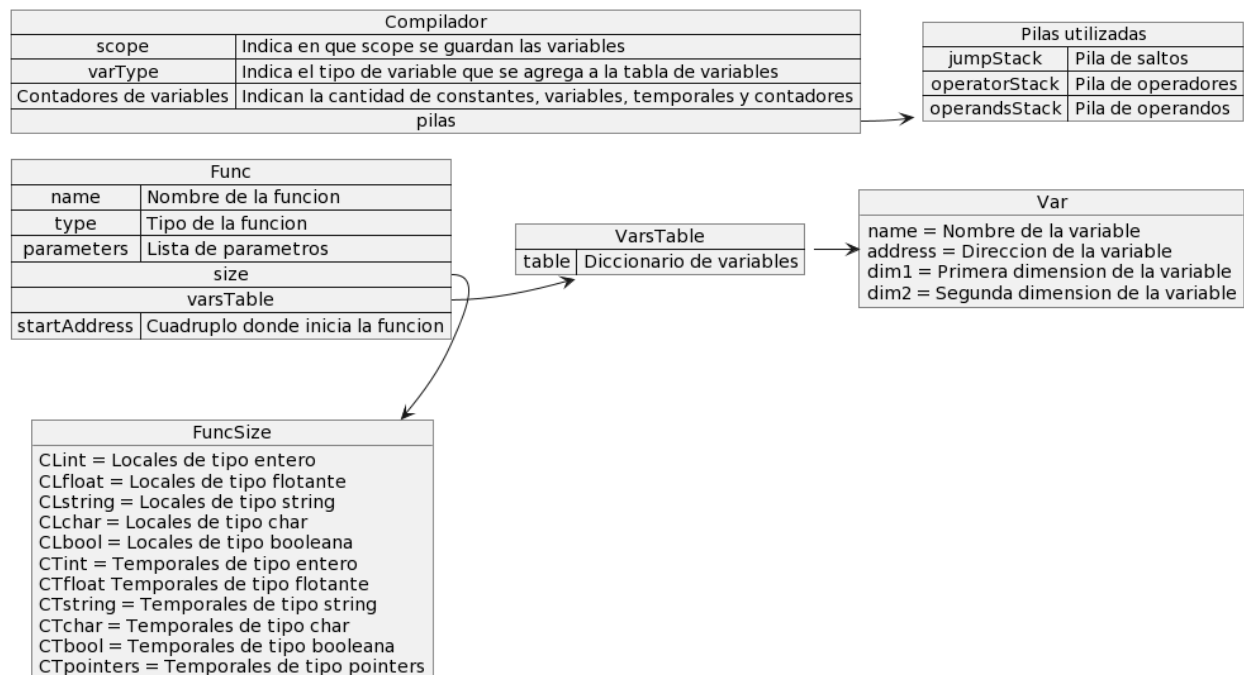 Compilador
scope Indica en que scope se guardan las variables
varType Indica el tipo de variable que se agrega a la tabla de variables
Contadores de variables Indican la cantidad de constantes, variables, temporales y contadores
pilas
Pilas utilizadas
jumpStack Pila de saltos
operatorStack Pila de operadores
operandsStack Pila de operandos
Func
name Nombre de la funcion
type Tipo de la funcion
parameters Lista de parametros
size
varsTable
startAddress Cuadruplo donde inicia la funcion
VarsTable
table Diccionario de variables
Var
name = Nombre de la variable
address = Direccion de la variable
dim1 = Primera dimension de la variable
dim2 = Segunda dimension de la variable
FuncSize
CLint = Locales de tipo entero
CLfloat = Locales de tipo flotante
CLstring = Locales de tipo string
CLchar = Locales de tipo char
CLbool = Locales de tipo booleana
CTint = Temporales de tipo entero
CTfloat Temporales de tipo flotante
CTstring = Temporales de tipo string
CTchar = Temporales de tipo char
CTbool = Temporales de tipo booleana
CTpointers = Temporales de tipo pointers